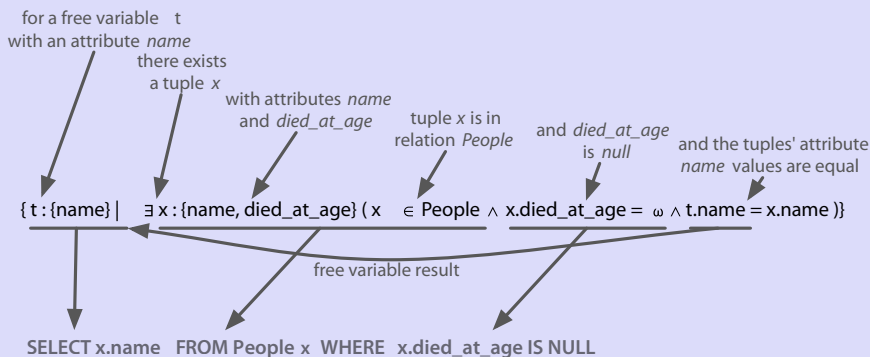 for a free variable t
with an attribute name
there exists
a tuple x
with attributes name
and died_at_age
tuple x is in
relation People
and died_at_age
is null
and the tuples' attribute
name values are equal
{ t : {name} | ∃ x : {name, died_at_age} ( x ∈ People ∧ x.died_at_age = ω ∧ t.name = x.name )}
free variable result
SELECT x.name FROM People x WHERE x.died_at_age IS NULL